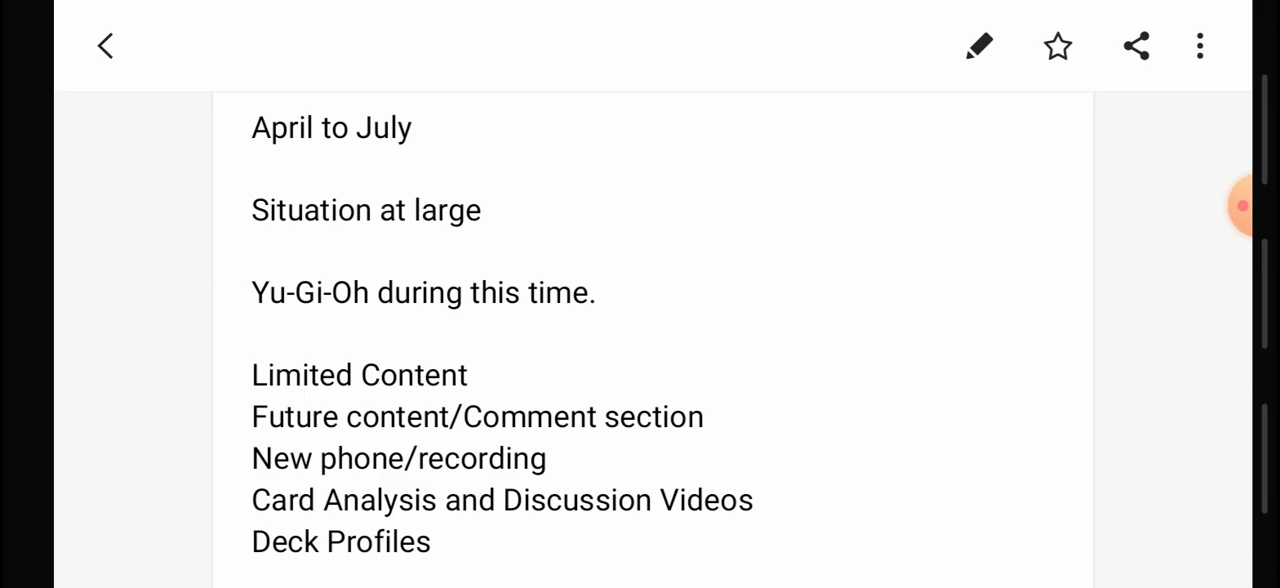 April to July
Situation at large
Yu-Gi-Oh during this time.
Limited Content
Future content/Comment section
New phone/recording
Card Analysis and Discussion Videos
Deck Profiles